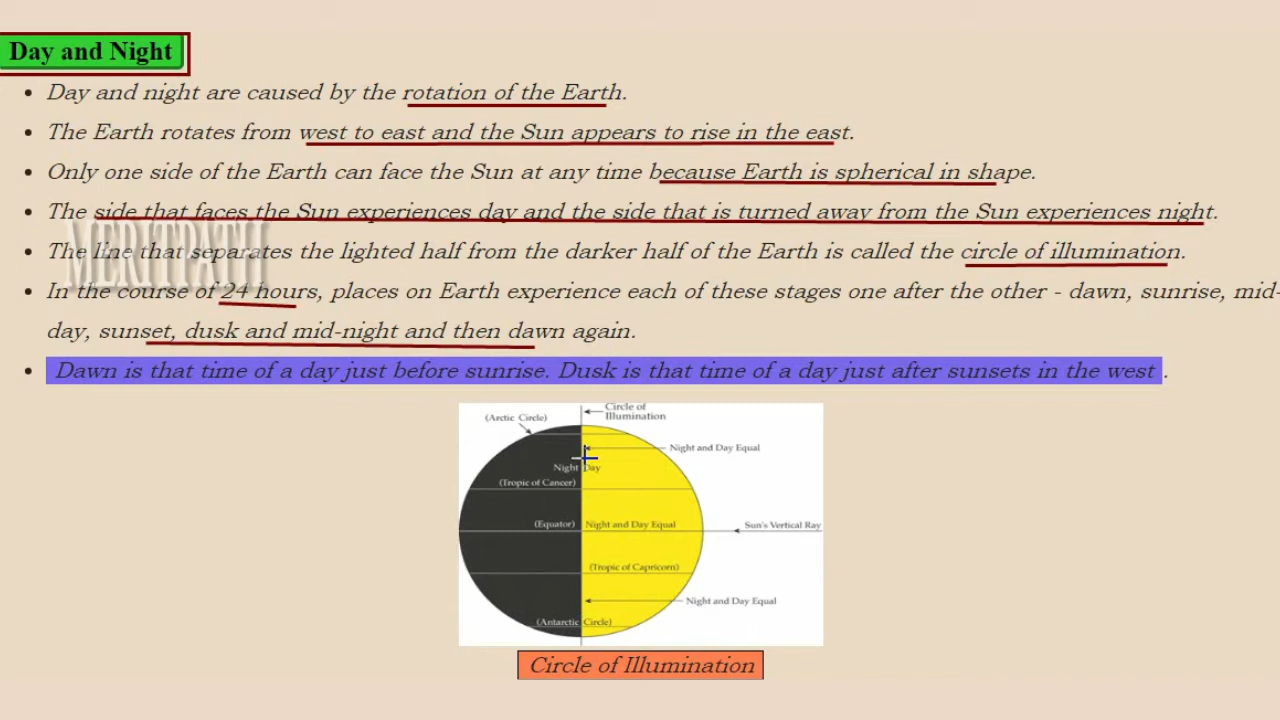 Day and Night
Day and night are caused by the rotation of the Earth.
The Earth rotates from west to east and the Sun appears to rise in the east.
Only one side of the Earth can face the Sun at any time because Earth is spherical in shape.
The side that faces the Sun experiences day and the side that is turned away from the Sun experiences night.
The line that separates the lighted half from the darker half of the Earth is called the circle of illumination.
MERITPATH
In the course of 24 hours, places on Earth experience each of these stages one after the other - dawn, sunrise, mid-
day, sunset, dusk and mid-night and then dawn again.
Dawn is that time of a day just before sunrise. Dusk is that time of a day just after sunsets in the west .
Circle of
Illumination
(Arctic Circle)
Night and Day Equal
Night Day
(Tropic of Cancer)
(Equator) Night and Day Equal
Sun's Vertical Ray
(Tropic of Capricorn)
Night and Day Equal
(Antarctic Circle)
Circle of Illumination